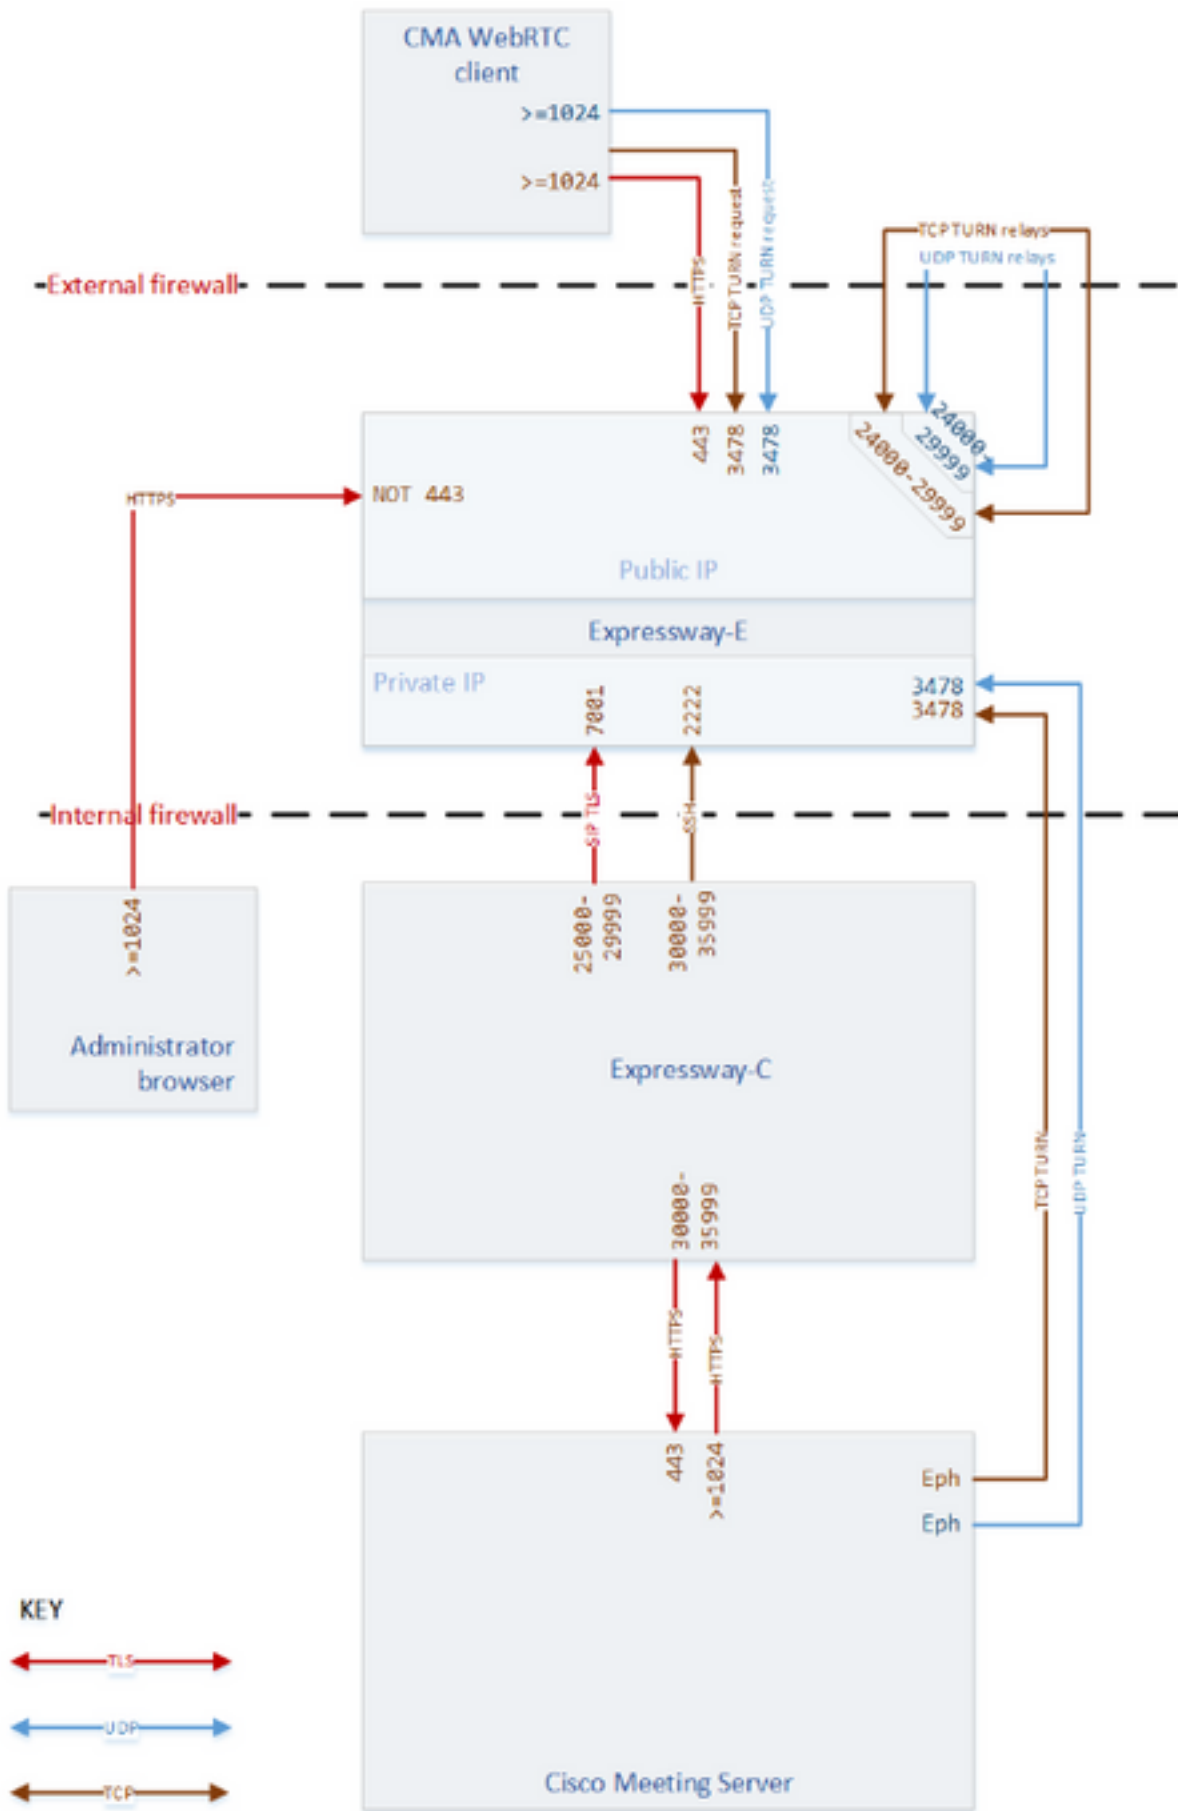 CMA WebRTC
client
>=1024
>=1024
HTTPS
TCP TURN request
UDP TURN request
TCP TURN relays
UDP TURN relays
External firewall
443
3478
3478
24000-
29999
24000-29999
HTTPS
NOT 443
Public IP
Expressway-E
Private IP
7001
2222
3478
3478
Internal firewall
SIP TLS
SSH
>=1024
Administrator
browser
25000-
29999
30000-
35999
Expressway-C
30000-
35999
TCP TURN
UDP TURN
HTTPS
HTTPS
443
>=1024
Eph
Eph
Cisco Meeting Server
KEY
TLS
UDP
TCP